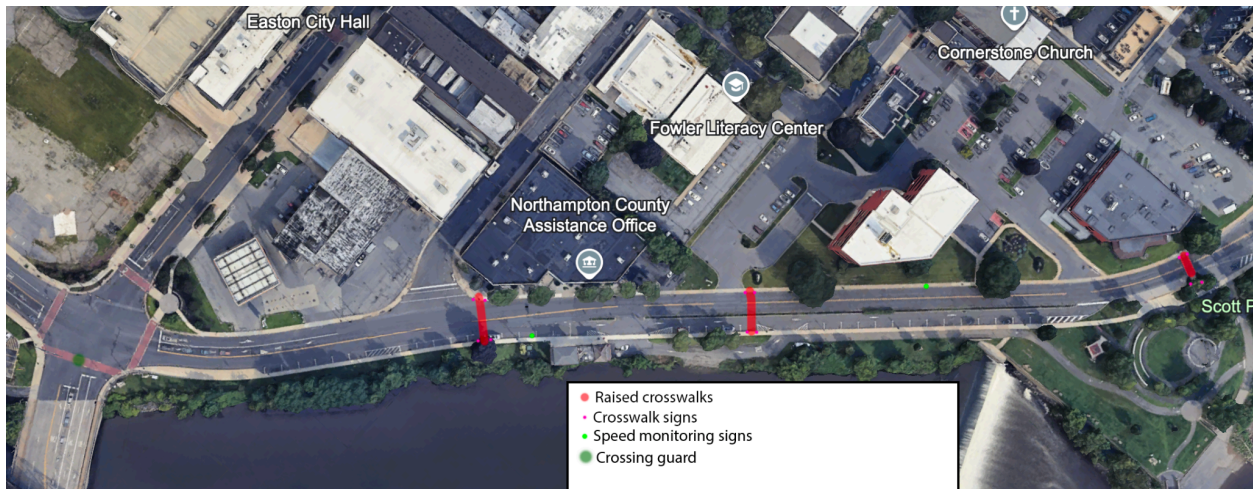 Easton City Hall
Cornerstone Church
Fowler Literacy Center
Northampton County
Assistance Office
Scott P
Raised crosswalks
Crosswalk signs
Speed monitoring signs
Crossing guard